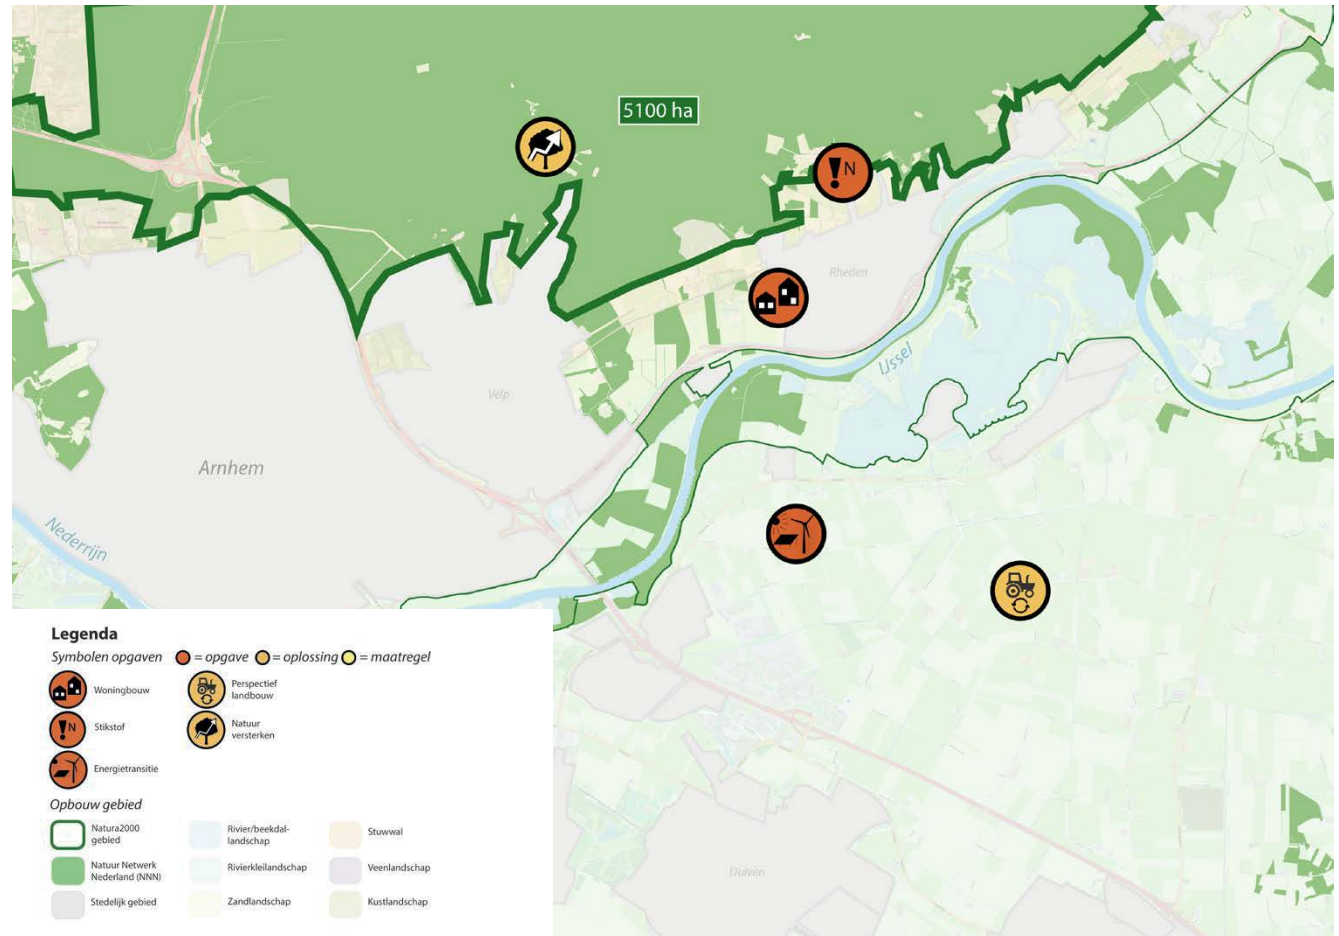 5100 ha
N
Rheden
IJssel
Velp
Arnhem
Nederrijn
Duiven
Legenda
Symbolen opgaven = opgave = oplossing = maatregel
Woningbouw
Perspectief
landbouw
N
Stikstof
Natuur
versterken
Energietransitie
Opbouw gebied
Natura2000
gebied
Rivier/beekdal-
landschap
Stuwwal
Natuur Netwerk
Nederland (NNN)
Rivierkleilandschap
Veenlandschap
Stedelijk gebied
Zandlandschap
Kustlandschap